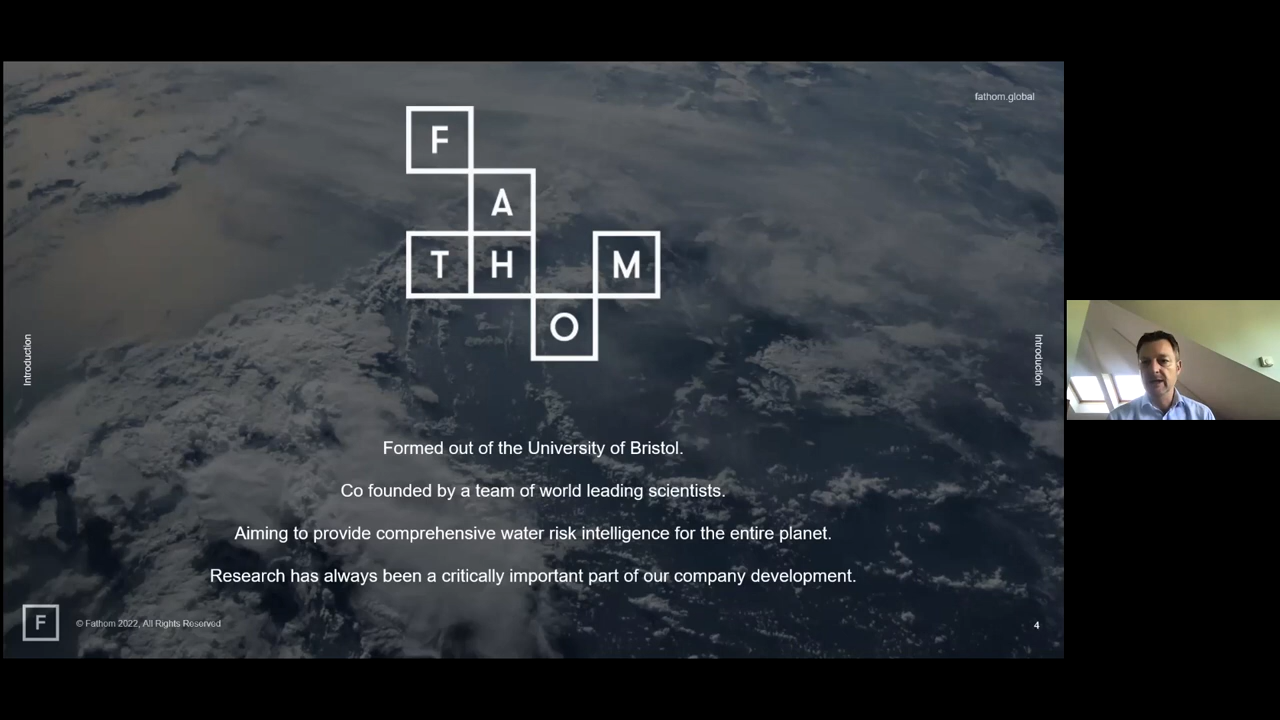 fathom.global
F
A
T H M
O
Introduction
Introduction
Formed out of the University of Bristol.
Co founded by a team of world leading scientists.
Aiming to provide comprehensive water risk intelligence for the entire planet.
Research has always been a critically important part of our company development.
F
© Fathom 2022, All Rights Reserved
4